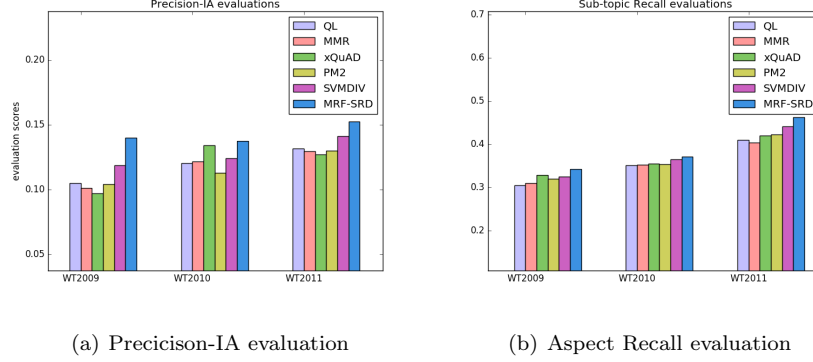 Precision-IA evaluations
QL
MMR
xQuAD
PM2
SVMDIV
MRF-SRD
0.20
0.15
0.10
0.05
evaluation scores
WT2009 WT2010 WT2011
(a) Precicison-IA evaluation
Sub-topic Recall evaluations
QL
MMR
xQuAD
PM2
SVMDIV
MRF-SRD
0.7
0.6
0.5
0.4
0.3
0.2
WT2009 WT2010 WT2011
(b) Aspect Recall evaluation